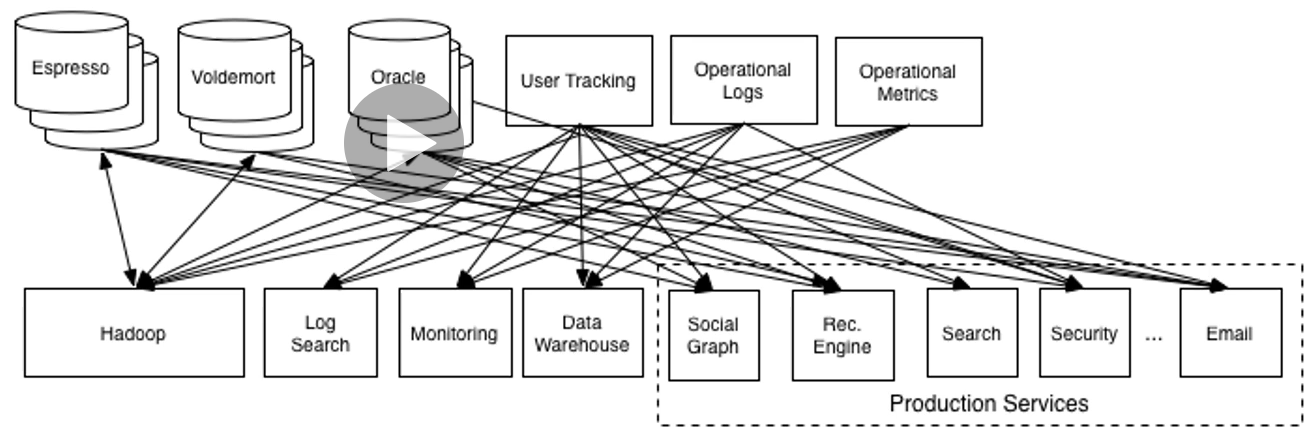 Espresso
Voldemort
Oracle
User Tracking
Operational
Logs
Operational
Metrics
Hadoop
Log
Search
Monitoring
Data
Warehouse
Social
Graph
Rec.
Engine
Search
Security
...
Email
Production Services